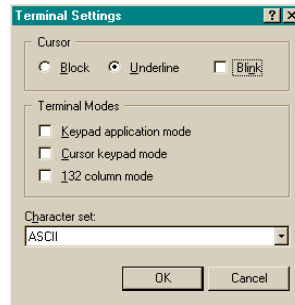 Terminal Settings
Cursor
Block Underline Blink
Terminal Modes
Keypad application mode
Cursor keypad mode
132 column mode
Character set:
ASCII
OK Cancel